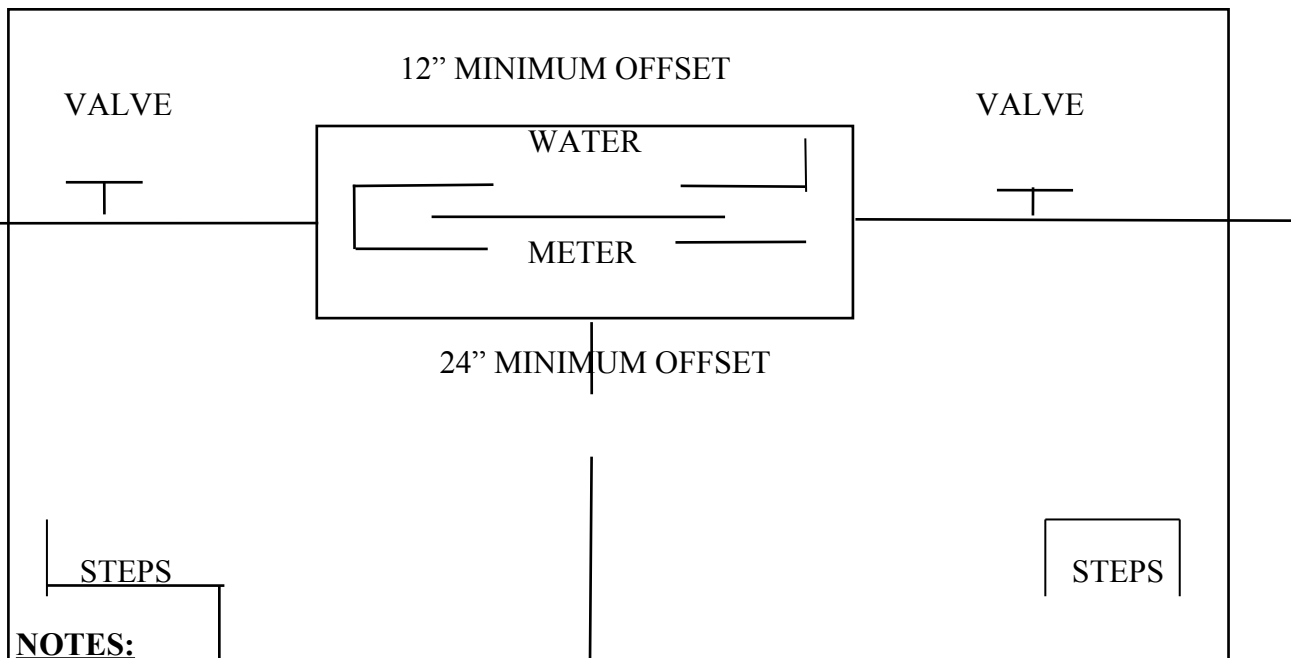 12” MINIMUM OFFSET
VALVE
VALVE
WATER
METER
24” MINIMUM OFFSET
STEPS
STEPS
NOTES: